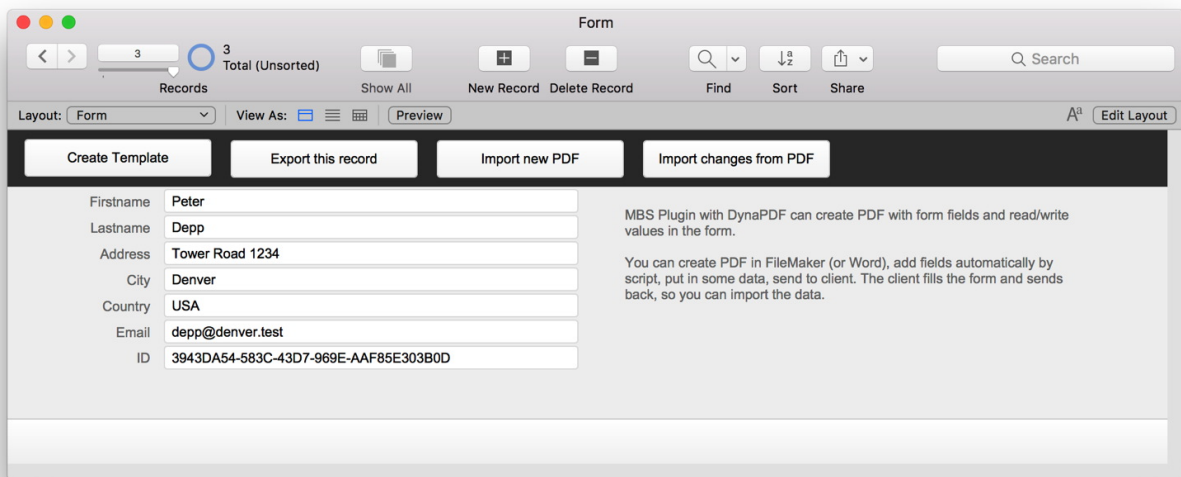 Form
3
3
Total (Unsorted)
Records
Show All
New Record
Delete Record
Find
Sort
Share
Search
Layout: Form
View As:
Preview
Aa
Edit Layout
Create Template
Export this record
Import new PDF
Import changes from PDF
Firstname Peter
Lastname Depp
Address Tower Road 1234
City Denver
Country USA
Email depp@denver.test
ID 3943DA54-583C-43D7-969E-AAF85E303B0D
MBS Plugin with DynaPDF can create PDF with form fields and read/write
values in the form.
You can create PDF in FileMaker (or Word), add fields automatically by
script, put in some data, send to client. The client fills the form and sends
back, so you can import the data.